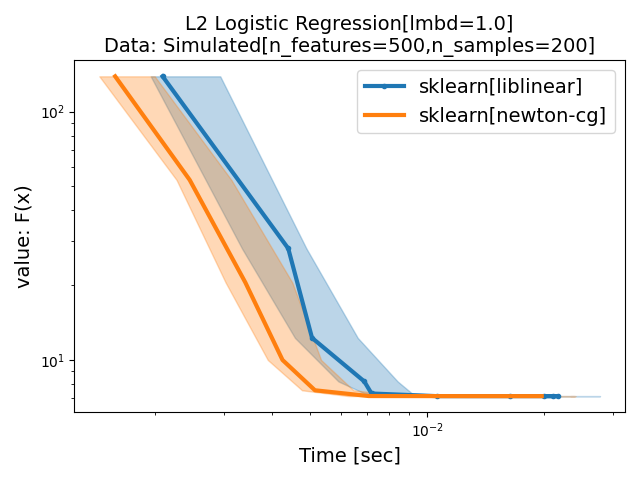 L2 Logistic Regression[lmbd=1.0]
Data: Simulated[n_features=500,n_samples=200]
sklearn[liblinear]
sklearn[newton-cg]
value: F(x)
10²
10¹
10⁻²
Time [sec]